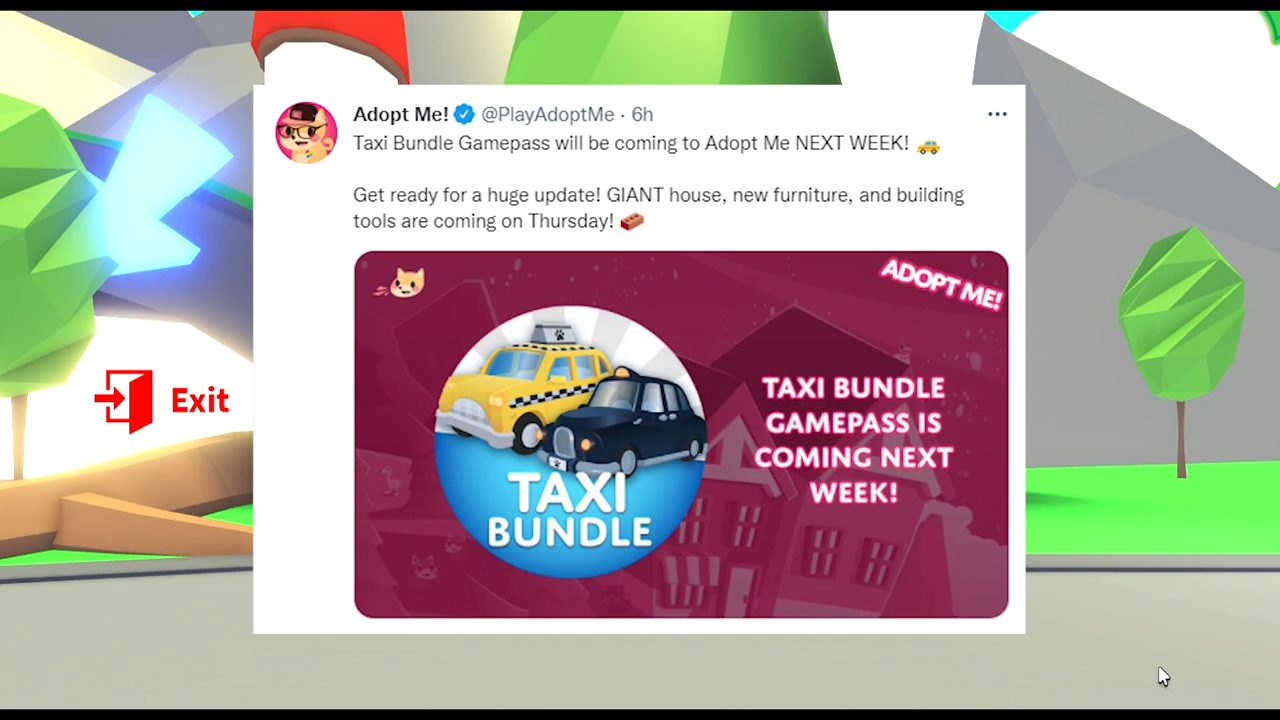 Adopt Me! @PlayAdoptMe · 6h
Taxi Bundle Gamepass will be coming to Adopt Me NEXT WEEK! 🚕
Get ready for a huge update! GIANT house, new furniture, and building
tools are coming on Thursday! 🧱
ADOPT ME!
TAXI
BUNDLE
TAXI BUNDLE
GAMEPASS IS
COMING NEXT
WEEK!
Exit